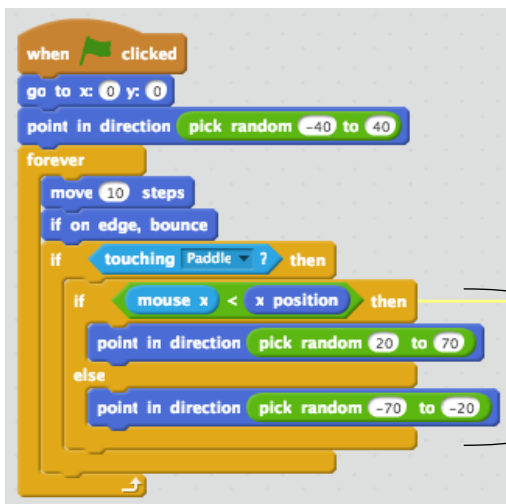 when clicked
go to x: 0 y: 0
point in direction pick random -40 to 40
forever
move 10 steps
if on edge, bounce
if touching Paddle ? then
if mouse x < x position then
point in direction pick random 20 to 70
else
point in direction pick random -70 to -20